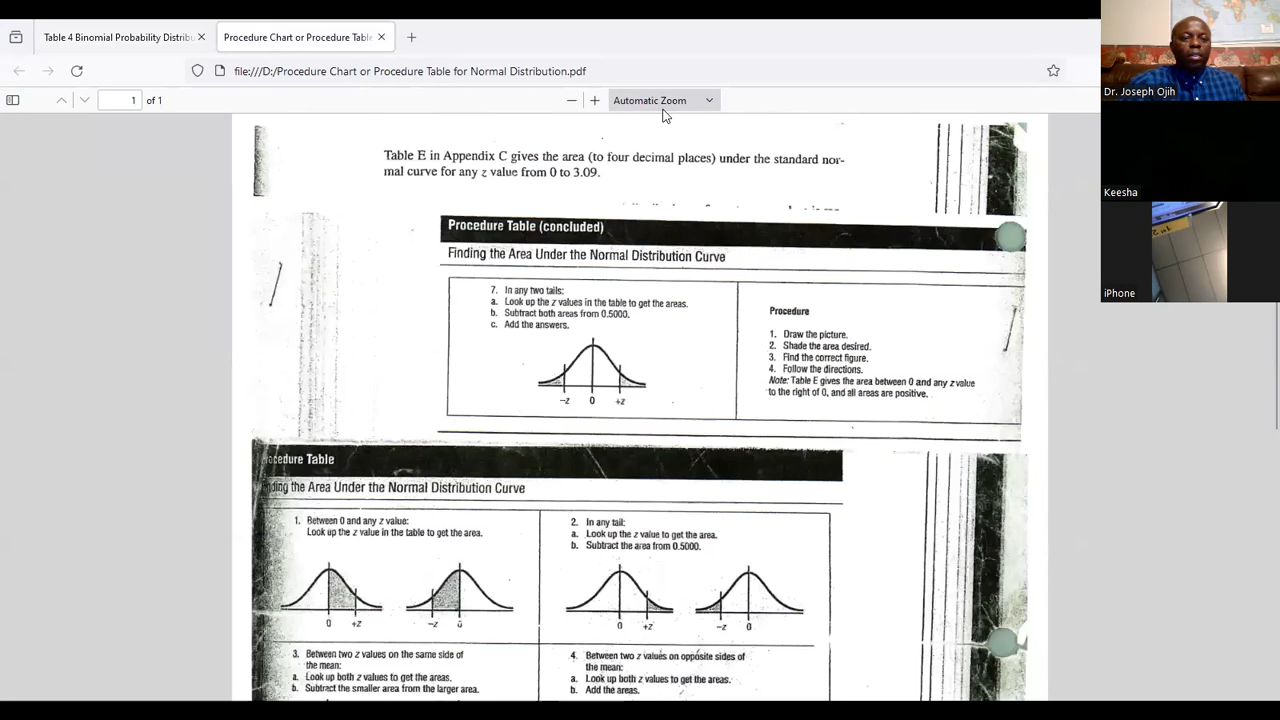 Table 4 Binomial Probability Distribu
Procedure Chart or Procedure Table
file:///D:/Procedure Chart or Procedure Table for Normal Distribution.pdf
1 of 1
Automatic Zoom
Dr. Joseph Ojih
Keesha
iPhone
Table E in Appendix C gives the area (to four decimal places) under the standard nor-
mal curve for any z value from 0 to 3.09.
Procedure Table (concluded)
Finding the Area Under the Normal Distribution Curve
7. In any two tails:
a. Look up the z values in the table to get the areas.
b. Subtract both areas from 0.5000.
c. Add the answers.
−z 0 +z
Procedure
1. Draw the picture.
2. Shade the area desired.
3. Find the correct figure.
4. Follow the directions.
Note: Table E gives the area between 0 and any z value
to the right of 0, and all areas are positive.
ocedure Table
ding the Area Under the Normal Distribution Curve
1. Between 0 and any z value:
Look up the z value in the table to get the area.
0 +z −z 0
2. In any tail:
a. Look up the z value to get the area.
b. Subtract the area from 0.5000.
0 +z −z 0
3. Between two z values on the same side of
the mean:
a. Look up both z values to get the areas.
b. Subtract the smaller area from the larger area.
4. Between two z values on opposite sides of
the mean:
a. Look up both z values to get the areas.
b. Add the areas.